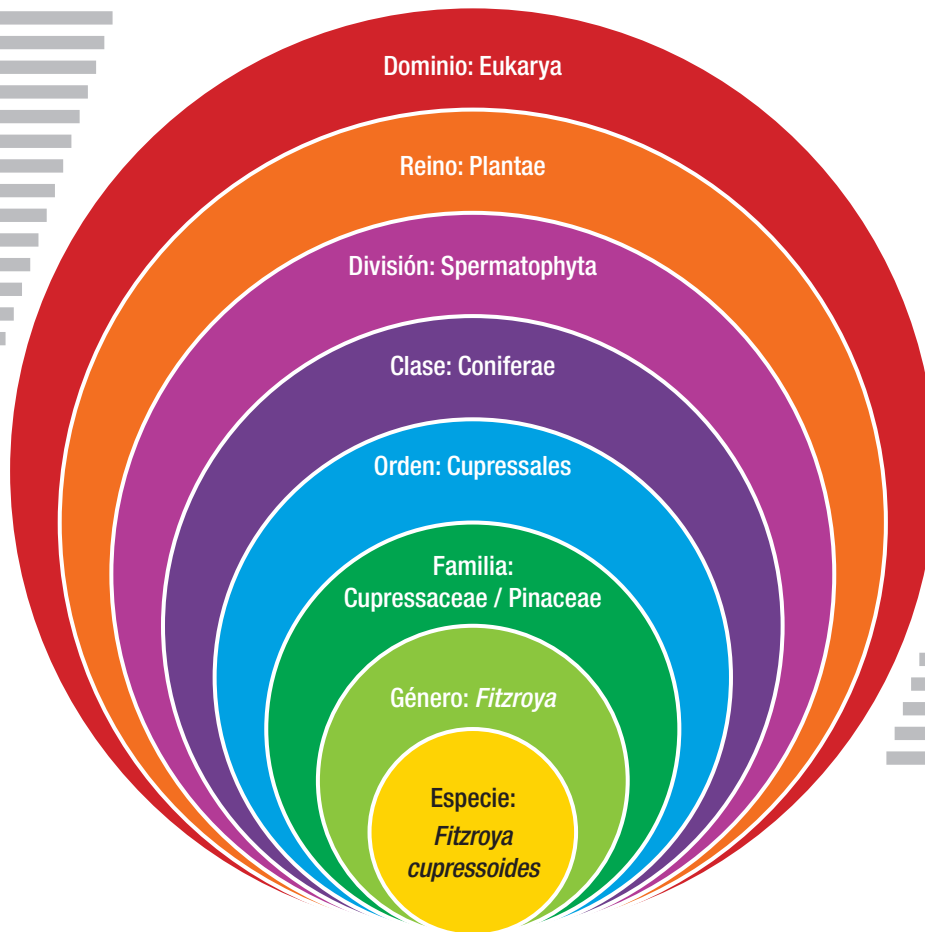 Dominio: Eukarya
Reino: Plantae
División: Spermatophyta
Clase: Coniferae
Orden: Cupressales
Familia:
Cupressaceae / Pinaceae
Género: Fitzroya
Especie:
Fitzroya
cupressoides